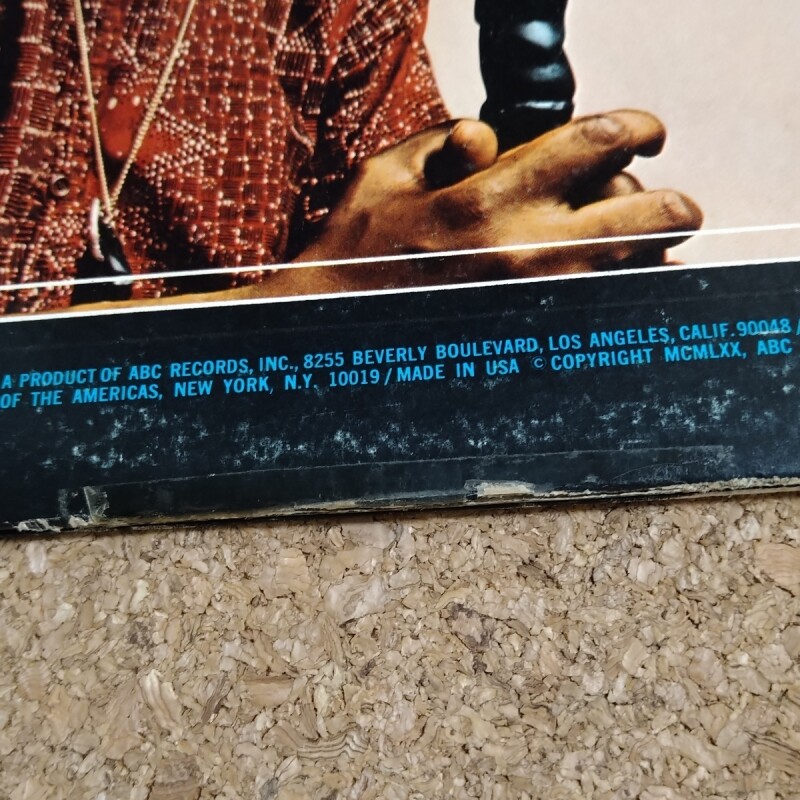 A PRODUCT OF ABC RECORDS, INC., 8255 BEVERLY BOULEVARD, LOS ANGELES, CALIF. 90048 /
OF THE AMERICAS, NEW YORK, N.Y. 10019 / MADE IN USA © COPYRIGHT MCMLXX, ABC